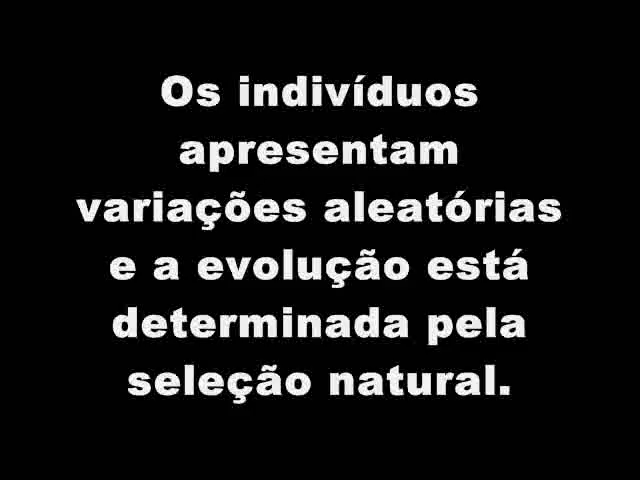 Os indivíduos
apresentam
variações aleatórias
e a evolução está
determinada pela
seleção natural.